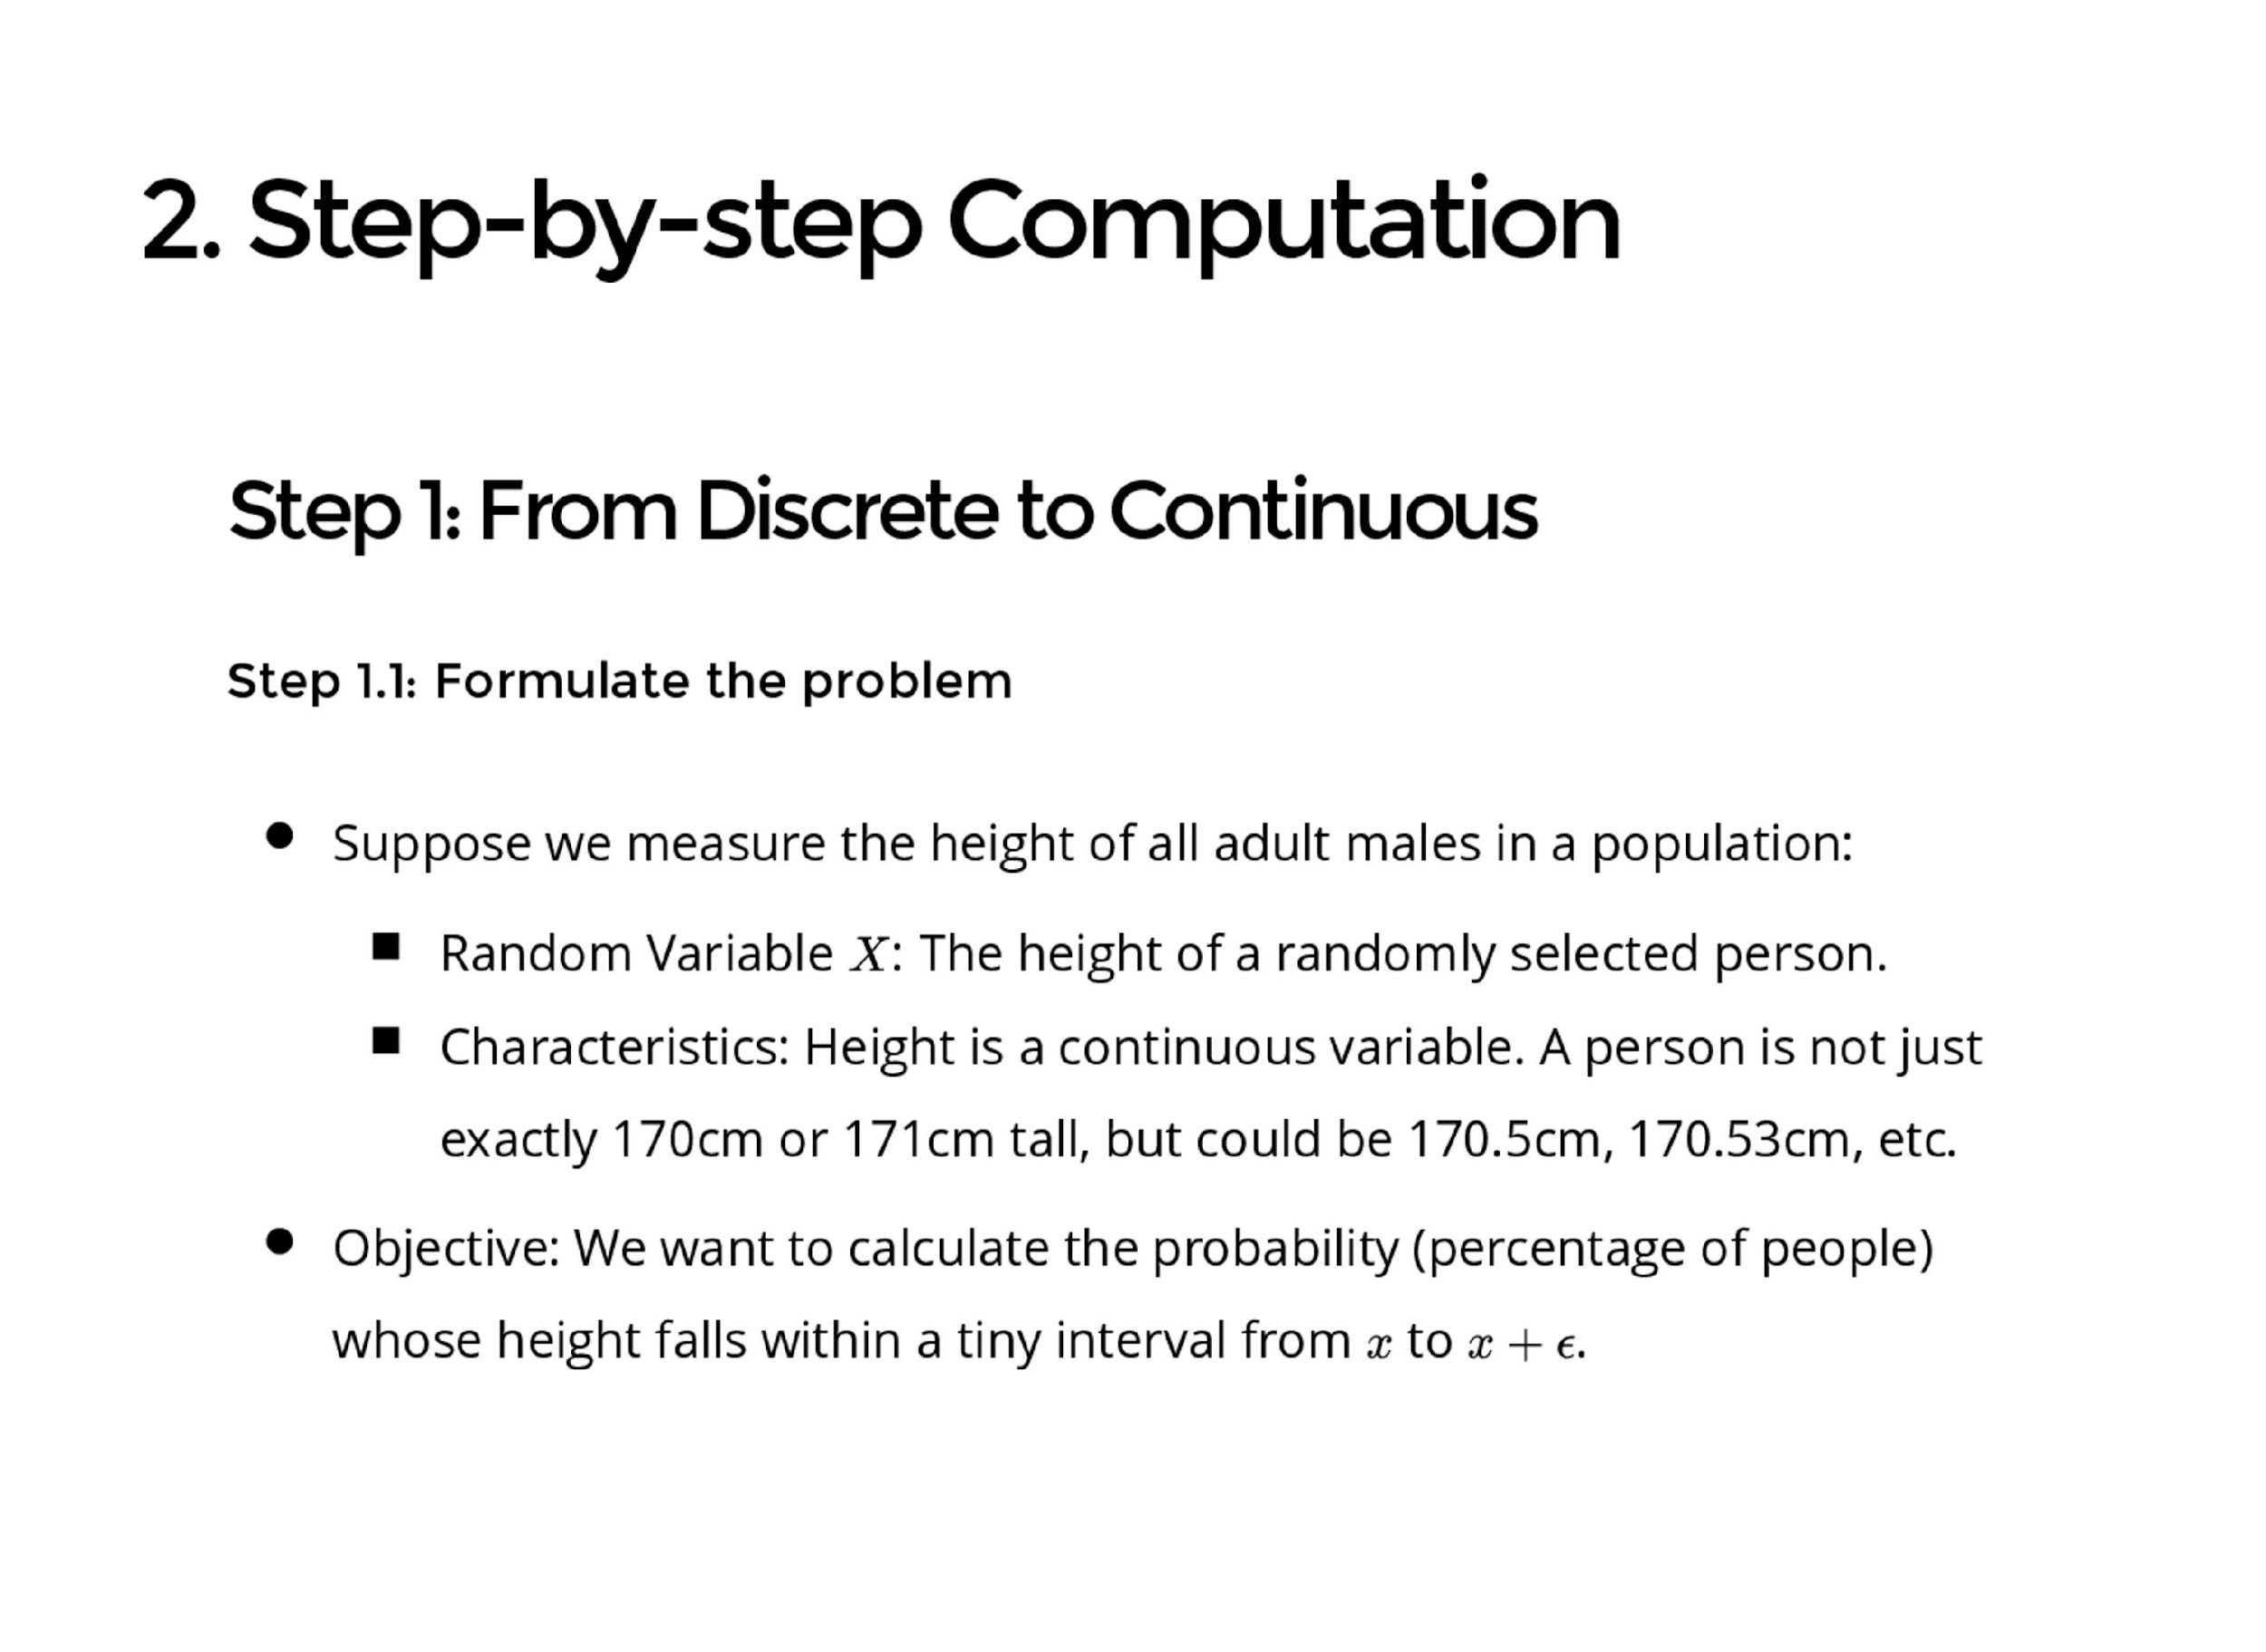 2. Step-by-step Computation
Step 1: From Discrete to Continuous
Step 1.1: Formulate the problem
● Suppose we measure the height of all adult males in a population:
■ Random Variable X: The height of a randomly selected person.
■ Characteristics: Height is a continuous variable. A person is not just
exactly 170cm or 171cm tall, but could be 170.5cm, 170.53cm, etc.
● Objective: We want to calculate the probability (percentage of people)
whose height falls within a tiny interval from x to x + ϵ.